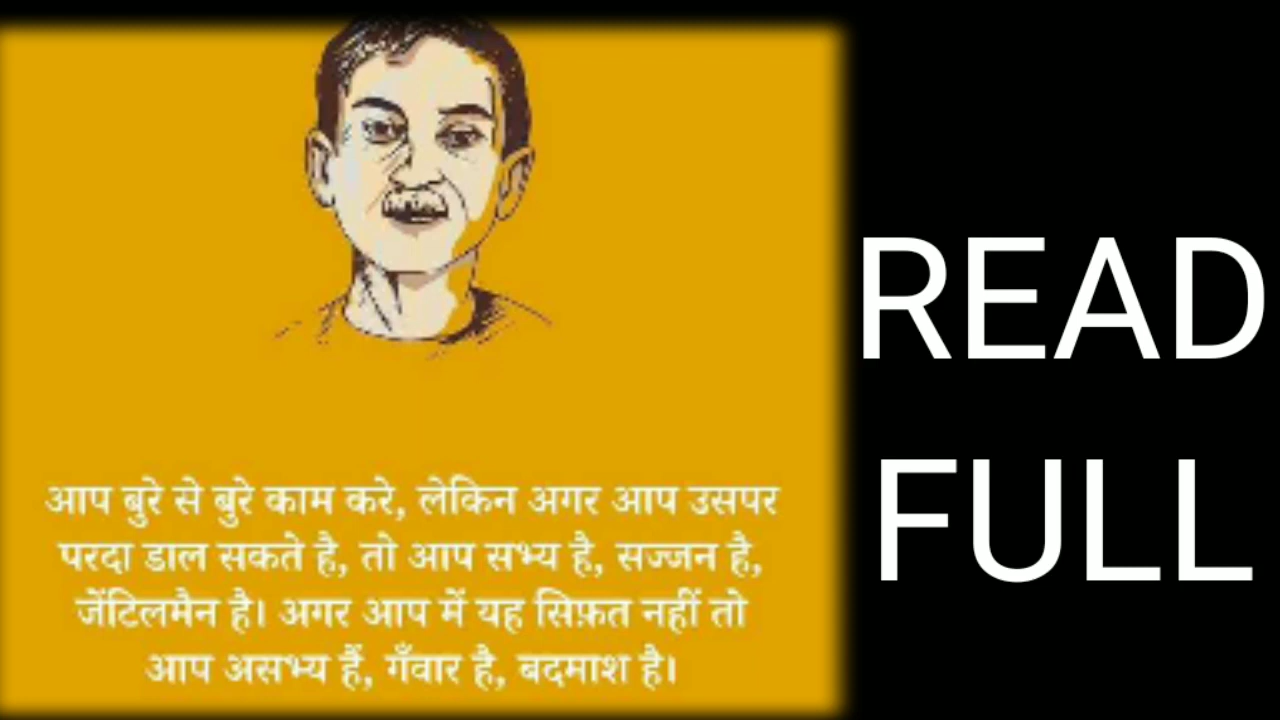 आप बुरे से बुरे काम करे, लेकिन अगर आप उसपर
परदा डाल सकते है, तो आप सभ्य है, सज्जन है,
जेंटिलमैन है। अगर आप में यह सिफ़त नहीं तो
आप असभ्य हैं, गँवार है, बदमाश है।
READ
FULL